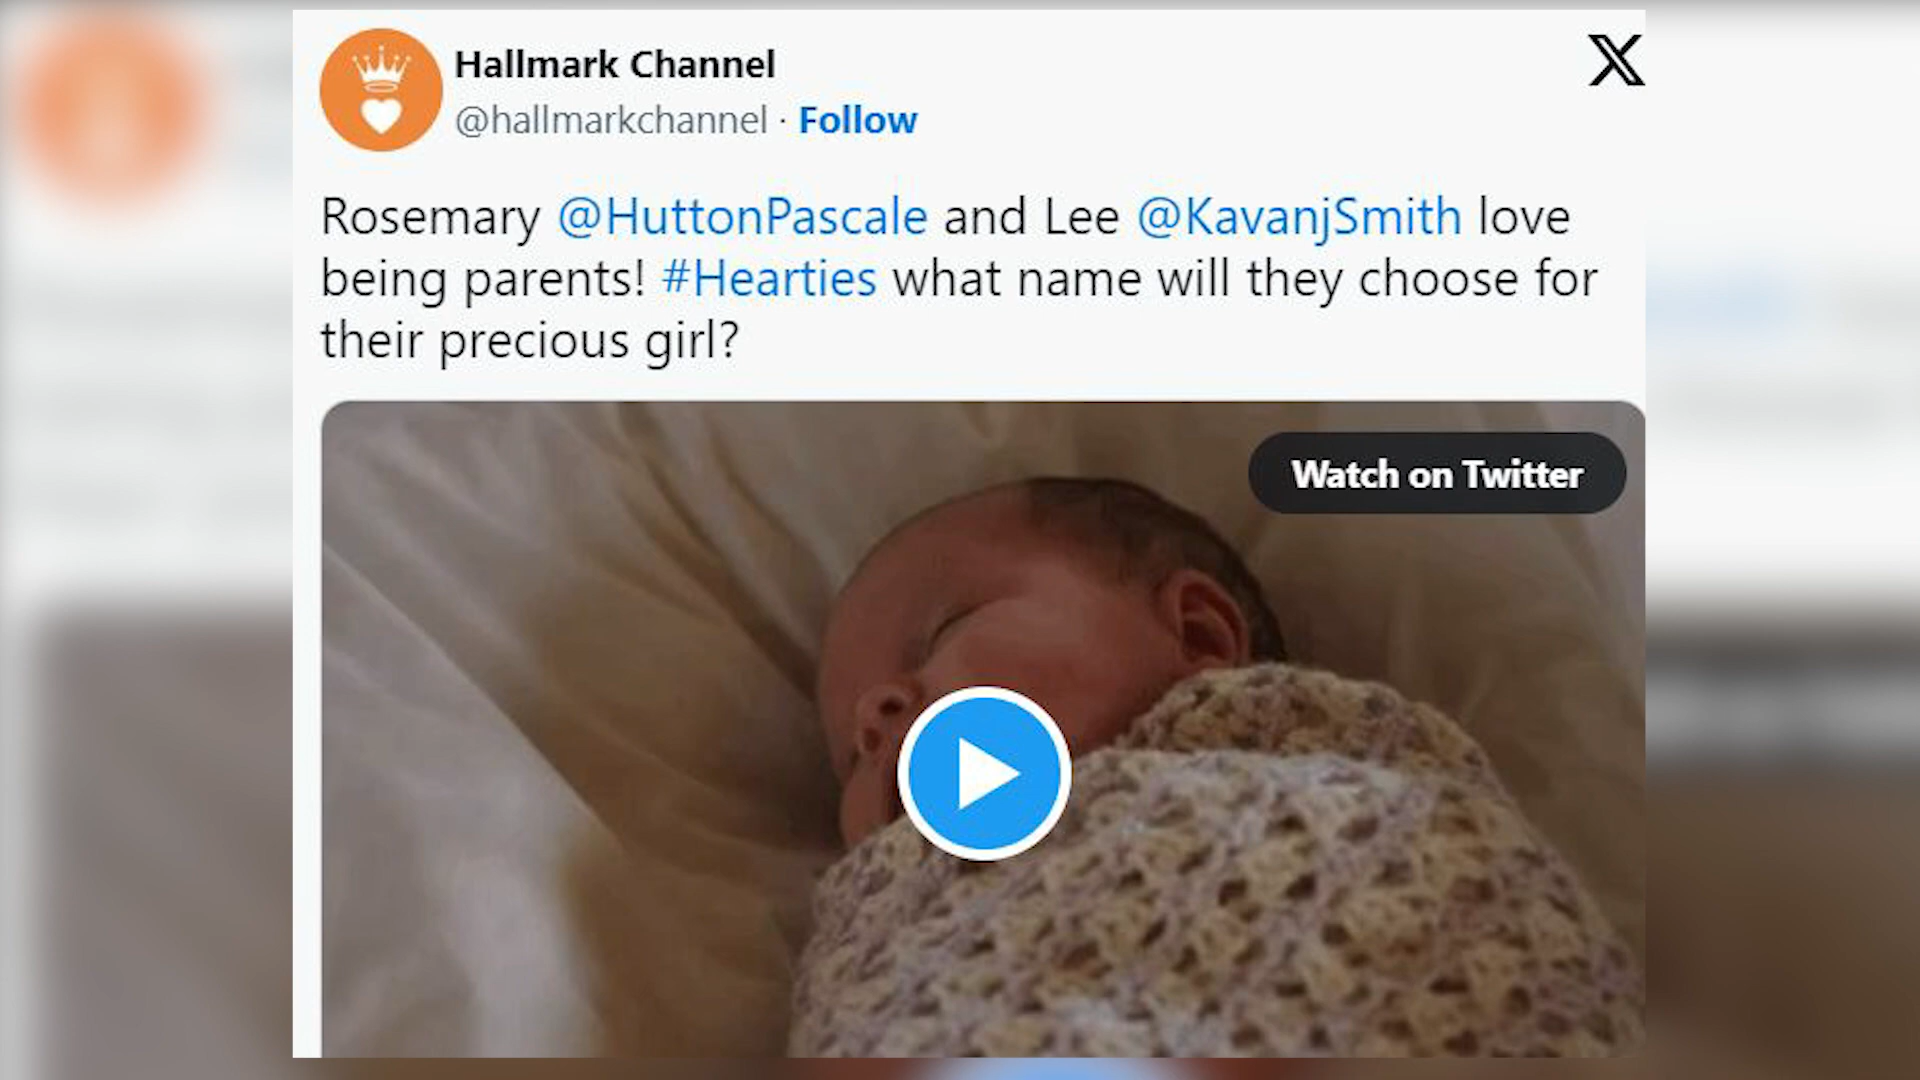 Hallmark Channel
@hallmarkchannel · Follow
Rosemary @HuttonPascale and Lee @KavanjSmith love
being parents! #Hearties what name will they choose for
their precious girl?
Watch on Twitter